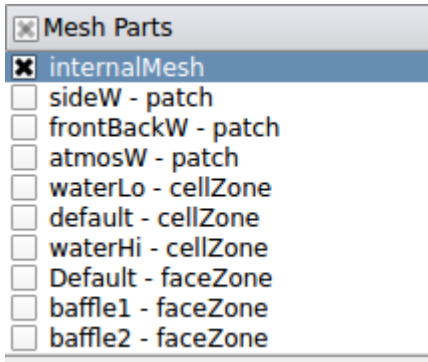 Mesh Parts
internalMesh
sideW - patch
frontBackW - patch
atmosW - patch
waterLo - cellZone
default - cellZone
waterHi - cellZone
Default - faceZone
baffle1 - faceZone
baffle2 - faceZone